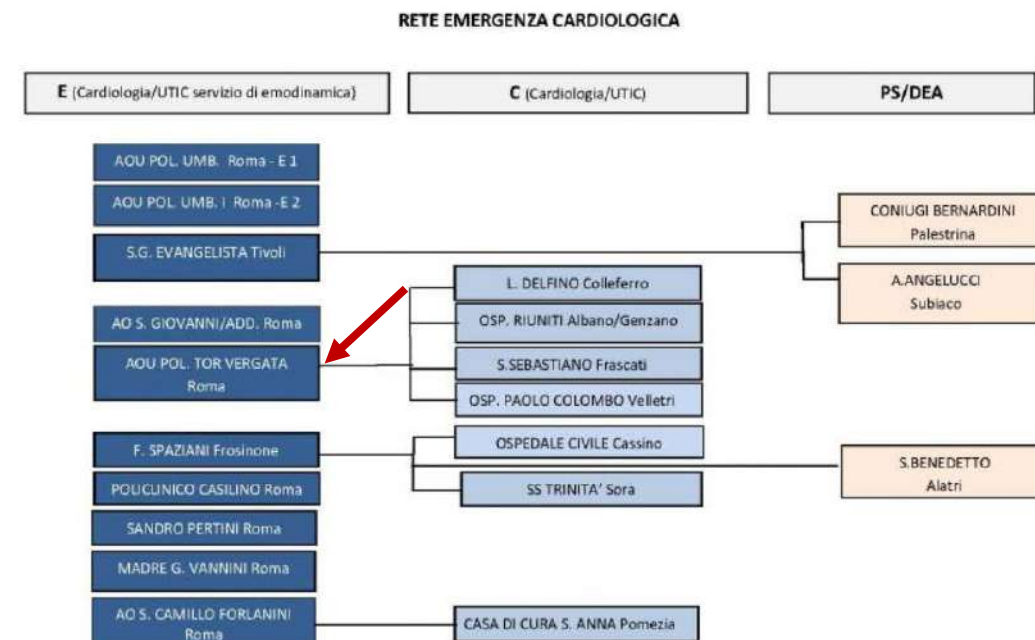 RETE EMERGENZA CARDIOLOGICA
E (Cardiologia/UTIC servizio di emodinamica)
C (Cardiologia/UTIC)
PS/DEA
AOU POL. UMB. Roma - E 1
AOU POL. UMB. I Roma -E 2
S.G. EVANGELISTA Tivoli
AO S. GIOVANNI/ADD. Roma
AOU POL. TOR VERGATA
Roma
F. SPAZIANI Frosinone
POLICLINICO CASILINO Roma
SANDRO PERTINI Roma
MADRE G. VANNINI Roma
AO S. CAMILLO FORLANINI
Roma
L. DELFINO Colleferro
OSP. RIUNITI Albano/Genzano
S.SEBASTIANO Frascati
OSP. PAOLO COLOMBO Velletri
OSPEDALE CIVILE Cassino
SS TRINITA' Sora
CASA DI CURA S. ANNA Pomezia
CONIUGI BERNARDINI
Palestrina
A.ANGELUCCI
Subiaco
S.BENEDETTO
Alatri